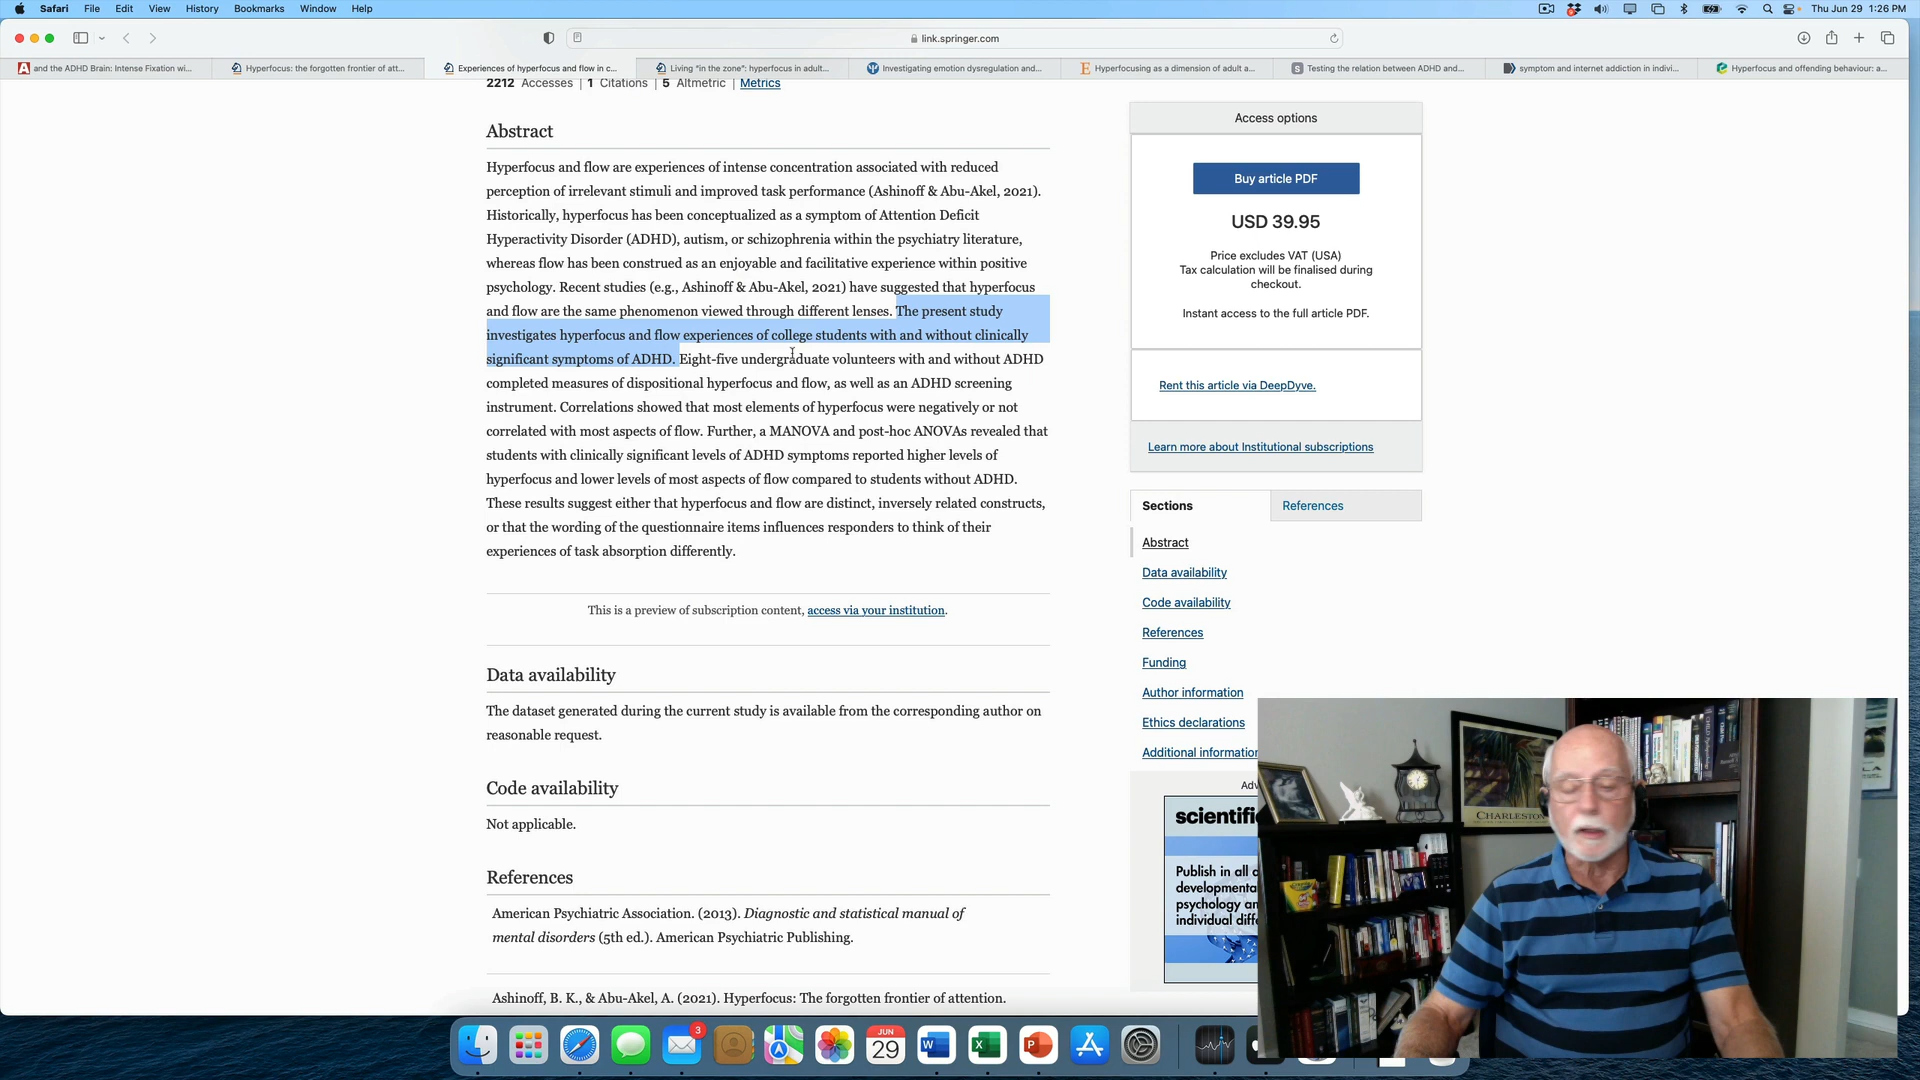 Safari File Edit View History Bookmarks Window Help
Thu Jun 29 1:26 PM
link.springer.com
and the ADHD Brain: Intense Fixation wi...
Hyperfocus: the forgotten frontier of att...
Experiences of hyperfocus and flow in c...
Living "in the zone": hyperfocus in adult...
Investigating emotion dysregulation and...
Hyperfocusing as a dimension of adult a...
Testing the relation between ADHD and...
symptom and internet addiction in indivi...
Hyperfocus and offending behaviour: a...
2212 Accesses | 1 Citations | 5 Altmetric | Metrics
Abstract
Hyperfocus and flow are experiences of intense concentration associated with reduced
perception of irrelevant stimuli and improved task performance (Ashinoff & Abu-Akel, 2021).
Historically, hyperfocus has been conceptualized as a symptom of Attention Deficit
Hyperactivity Disorder (ADHD), autism, or schizophrenia within the psychiatry literature,
whereas flow has been construed as an enjoyable and facilitative experience within positive
psychology. Recent studies (e.g., Ashinoff & Abu-Akel, 2021) have suggested that hyperfocus
and flow are the same phenomenon viewed through different lenses. The present study
investigates hyperfocus and flow experiences of college students with and without clinically
significant symptoms of ADHD. Eight-five undergraduate volunteers with and without ADHD
completed measures of dispositional hyperfocus and flow, as well as an ADHD screening
instrument. Correlations showed that most elements of hyperfocus were negatively or not
correlated with most aspects of flow. Further, a MANOVA and post-hoc ANOVAs revealed that
students with clinically significant levels of ADHD symptoms reported higher levels of
hyperfocus and lower levels of most aspects of flow compared to students without ADHD.
These results suggest either that hyperfocus and flow are distinct, inversely related constructs,
or that the wording of the questionnaire items influences responders to think of their
experiences of task absorption differently.
This is a preview of subscription content, access via your institution.
Data availability
The dataset generated during the current study is available from the corresponding author on
reasonable request.
Code availability
Not applicable.
References
American Psychiatric Association. (2013). Diagnostic and statistical manual of
mental disorders (5th ed.). American Psychiatric Publishing.
Ashinoff, B. K., & Abu-Akel, A. (2021). Hyperfocus: The forgotten frontier of attention.
Access options
Buy article PDF
USD 39.95
Price excludes VAT (USA)
Tax calculation will be finalised during
checkout.
Instant access to the full article PDF.
Rent this article via DeepDyve.
Learn more about Institutional subscriptions
Sections
References
Abstract
Data availability
Code availability
References
Funding
Author information
Ethics declarations
Additional information
Adv
scientific
Publish in all
developmenta
psychology an
individual diff
CHARLESTON
3
JUN
29